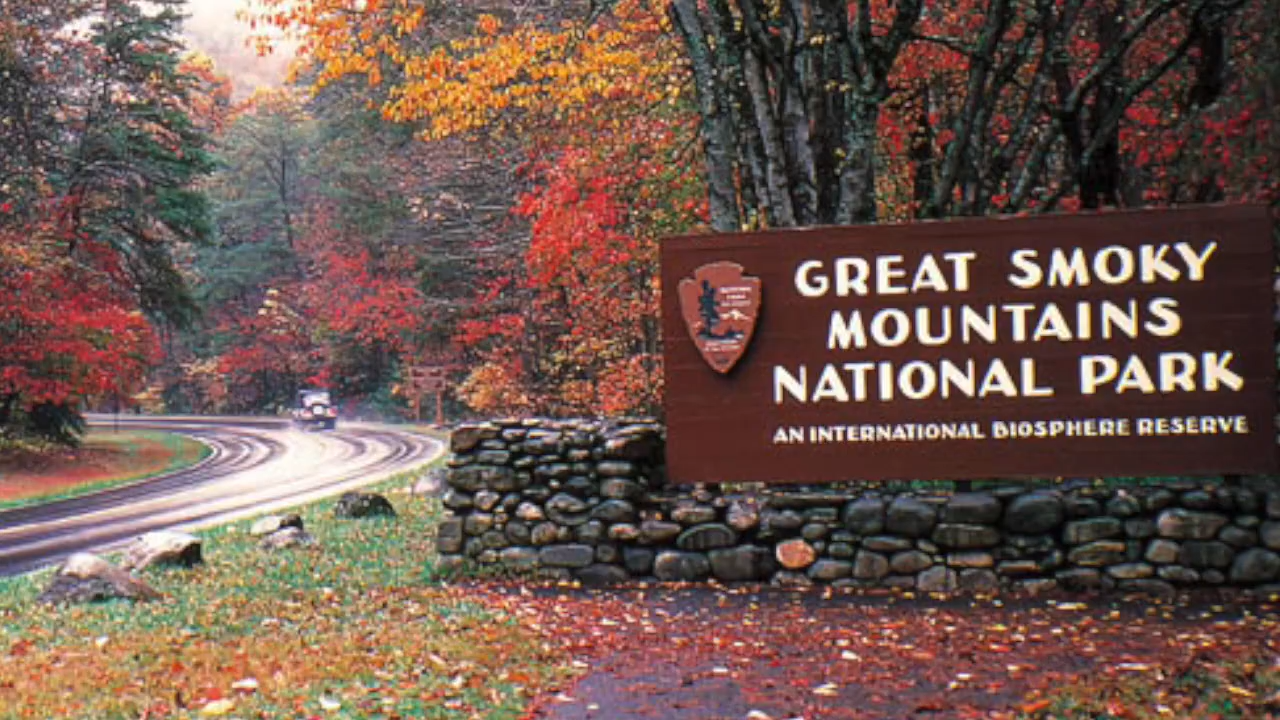 GREAT SMOKY
MOUNTAINS
NATIONAL PARK
AN INTERNATIONAL BIOSPHERE RESERVE